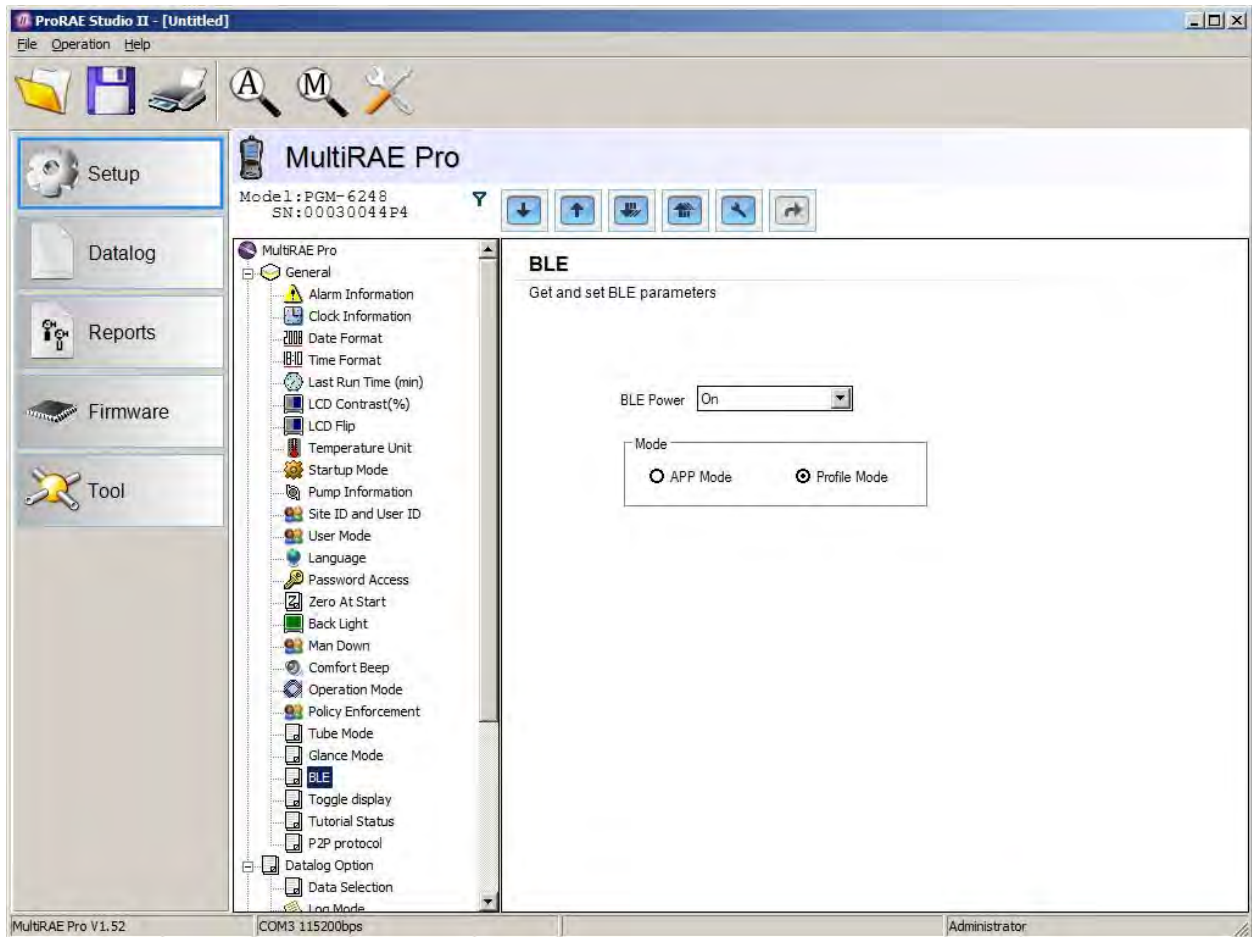 ProRAE Studio II - [Untitled]
File Operation Help
A M
Setup
Datalog
Reports
Firmware
Tool
MultiRAE Pro
Model:PGM-6248
SN:00030044P4
MultiRAE Pro
General
Alarm Information
Clock Information
Date Format
Time Format
Last Run Time (min)
LCD Contrast(%)
LCD Flip
Temperature Unit
Startup Mode
Pump Information
Site ID and User ID
User Mode
Language
Password Access
Zero At Start
Back Light
Man Down
Comfort Beep
Operation Mode
Policy Enforcement
Tube Mode
Glance Mode
BLE
Toggle display
Tutorial Status
P2P protocol
Datalog Option
Data Selection
Log Mode
BLE
Get and set BLE parameters
BLE Power On
Mode
APP Mode Profile Mode
MultiRAE Pro V1.52 COM3 115200bps Administrator